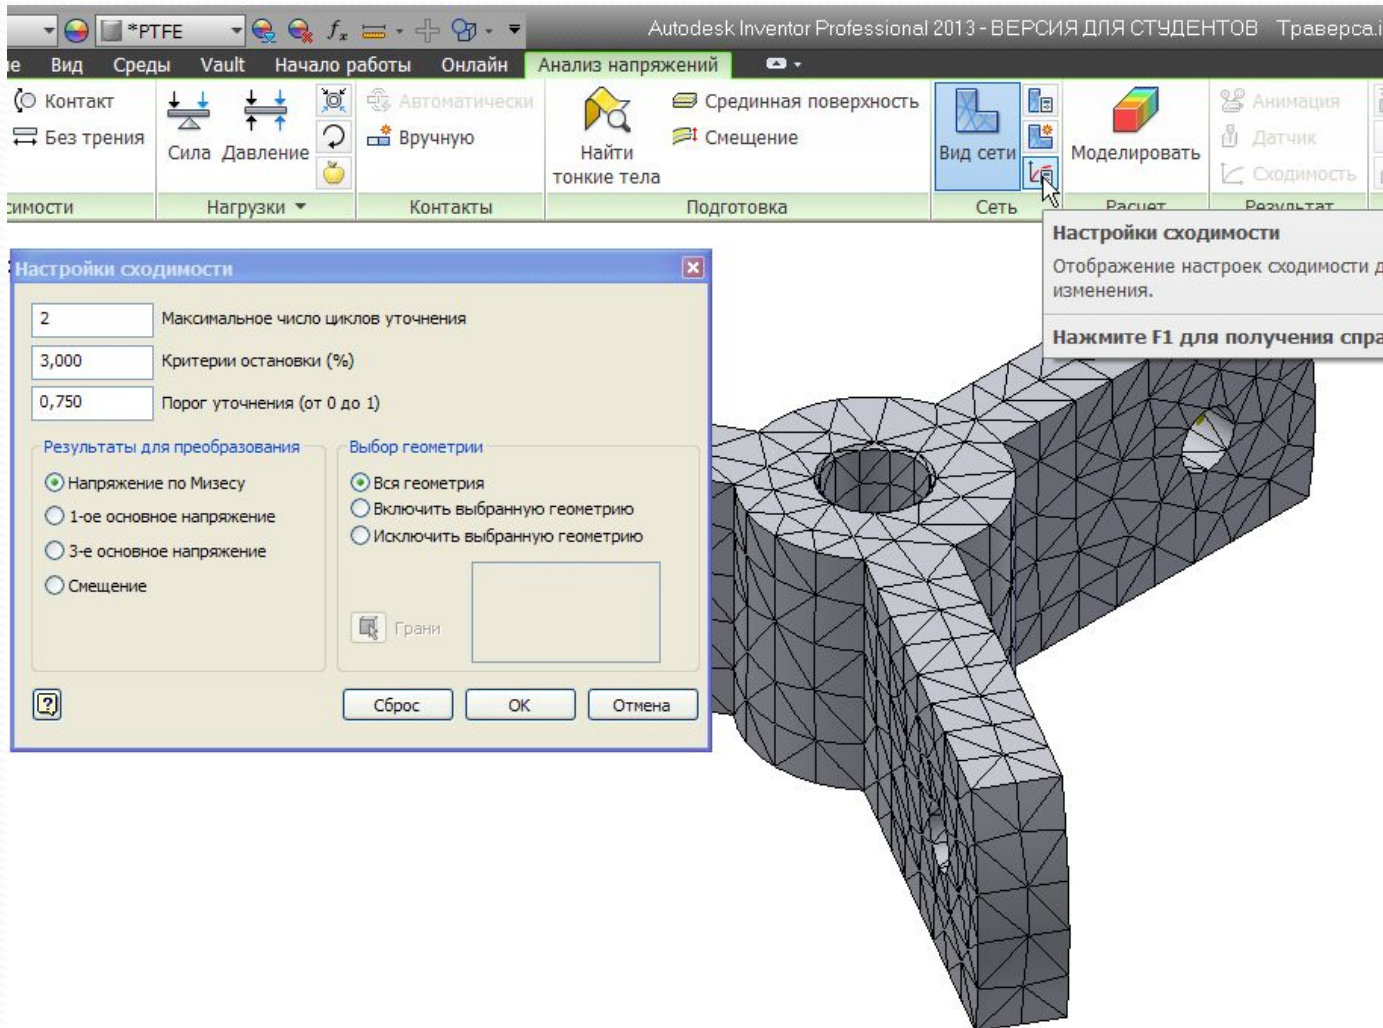 *PTFE
fx
Autodesk Inventor Professional 2013 - ВЕРСИЯ ДЛЯ СТУДЕНТОВ Траверса.i
Вид Среды Vault Начало работы Онлайн Анализ напряжений
Контакт
Автоматически
Срединная поверхность
Анимация
Без трения
Вручную
Смещение
Датчик
Сила Давление
Найти
тонкие тела
Вид сети
Моделировать
Сходимость
симости
Нагрузки
Контакты
Подготовка
Сеть
Расчет
Результат
Настройки сходимости
Отображение настроек сходимости д
изменения.
Нажмите F1 для получения спра
Настройки сходимости
2 Максимальное число циклов уточнения
3,000 Критерии остановки (%)
0,750 Порог уточнения (от 0 до 1)
Результаты для преобразования
Напряжение по Мизесу
1-ое основное напряжение
3-е основное напряжение
Смещение
Выбор геометрии
Вся геометрия
Включить выбранную геометрию
Исключить выбранную геометрию
Грани
Сброс OK Отмена